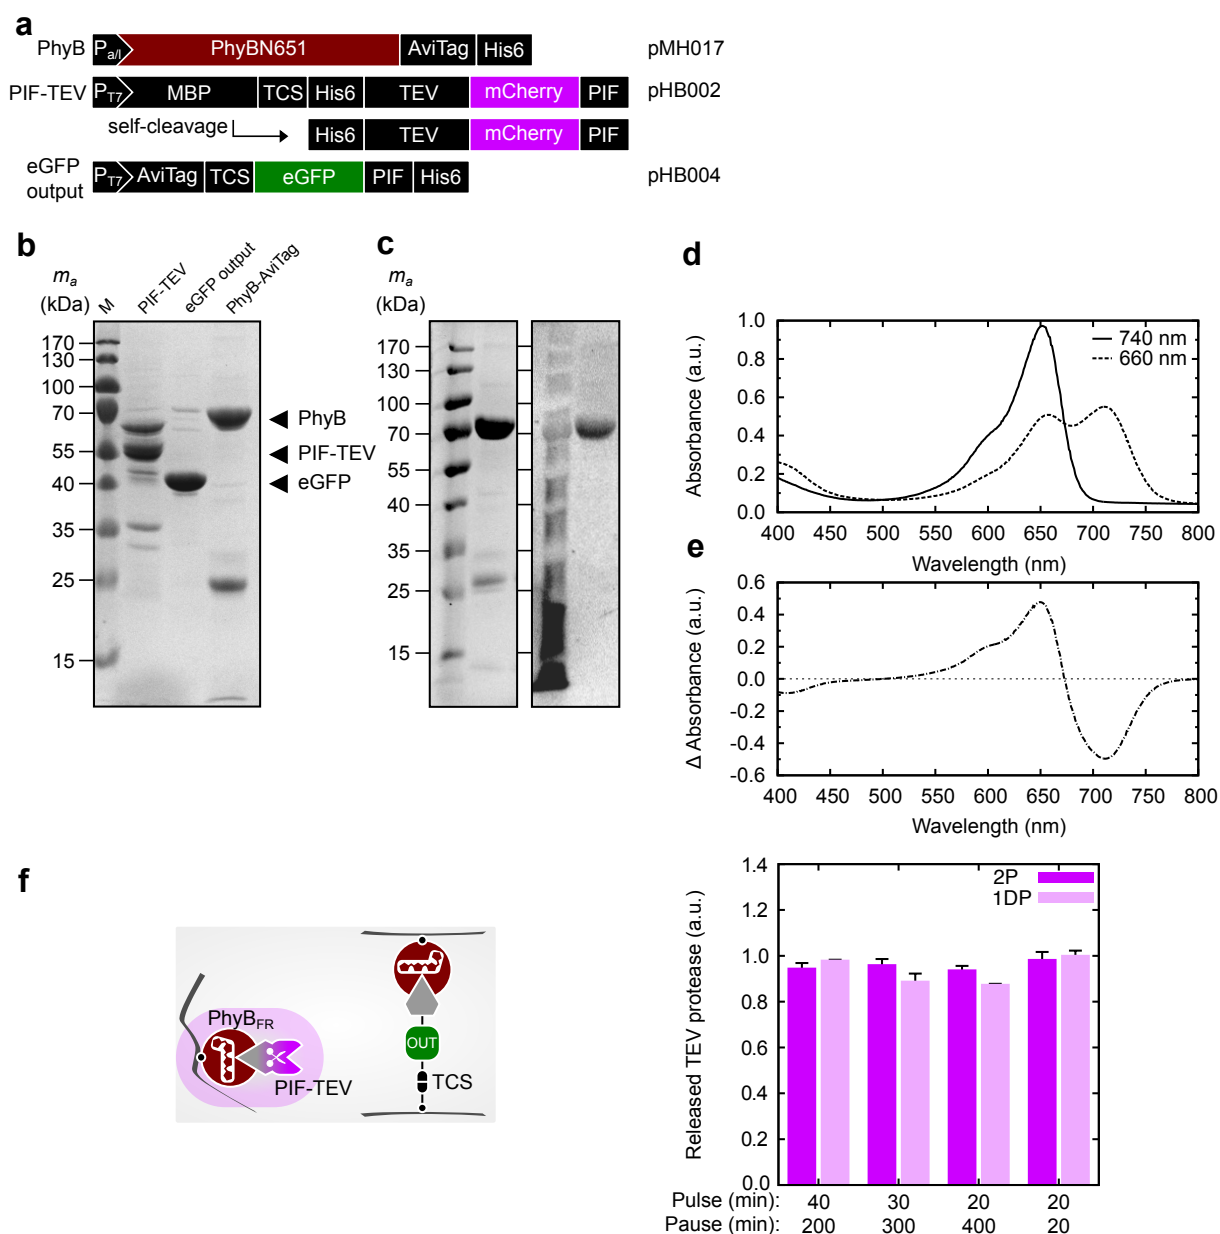 a
PhyB Pa/l PhyBN651 AviTag His6 pMH017
PIF-TEV PT7 MBP TCS His6 TEV mCherry PIF pHB002
self-cleavage His6 TEV mCherry PIF
eGFP output PT7 AviTag TCS eGFP PIF His6 pHB004
b
ma (kDa) M PIF-TEV eGFP output PhyB-AviTag
170
130
100
70 PhyB
55 PIF-TEV
40 eGFP
35
25
15
c
ma (kDa)
170
130
100
70
55
40
35
25
15
d
Absorbance (a.u.)
1.0
0.8
0.6
0.4
0.2
0.0
740 nm
660 nm
400 450 500 550 600 650 700 750 800
Wavelength (nm)
e
Δ Absorbance (a.u.)
0.6
0.4
0.2
0.0
-0.2
-0.4
-0.6
400 450 500 550 600 650 700 750 800
Wavelength (nm)
f
PhyBFR
PIF-TEV
OUT
TCS
Released TEV protease (a.u.)
1.4
1.2
1.0
0.8
0.6
0.4
0.2
0.0
2P
1DP
Pulse (min): 40 30 20 20
Pause (min): 200 300 400 20